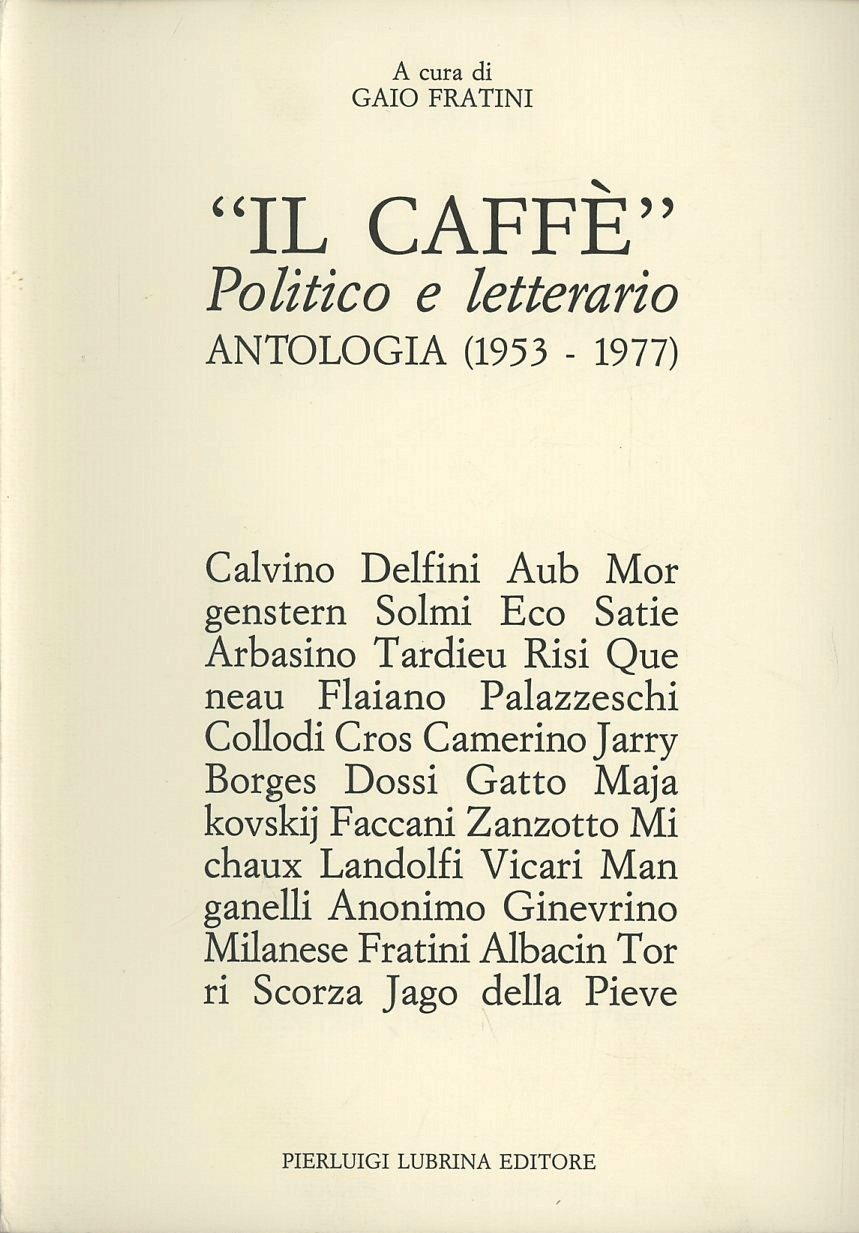 A cura di
GAIO FRATINI
“IL CAFFÈ”
Politico e letterario
ANTOLOGIA (1953 - 1977)
Calvino Delfini Aub Mor
genstern Solmi Eco Satie
Arbasino Tardieu Risi Que
neau Flaiano Palazzeschi
Collodi Cros Camerino Jarry
Borges Dossi Gatto Maja
kovskij Faccani Zanzotto Mi
chaux Landolfi Vicari Man
ganelli Anonimo Ginevrino
Milanese Fratini Albacin Tor
ri Scorza Jago della Pieve
PIERLUIGI LUBRINA EDITORE